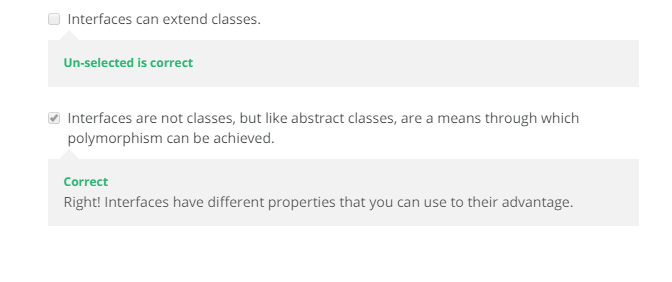 Interfaces can extend classes.
Un-selected is correct
Interfaces are not classes, but like abstract classes, are a means through which
polymorphism can be achieved.
Correct
Right! Interfaces have different properties that you can use to their advantage.